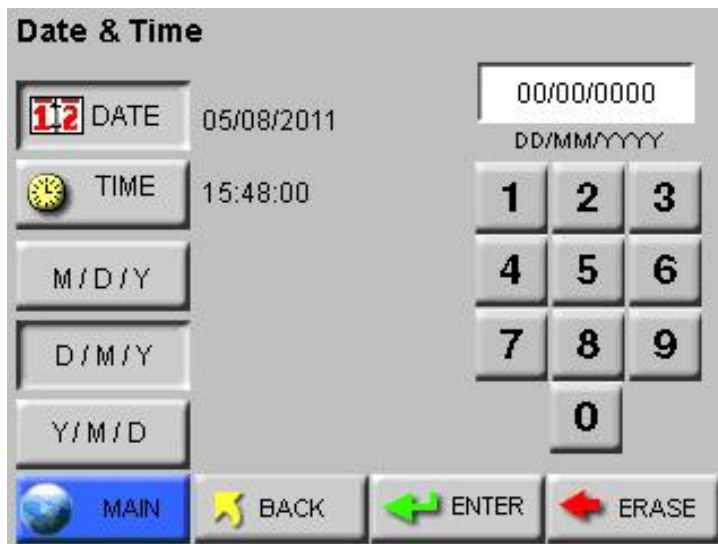 Date & Time
DATE
05/08/2011
TIME
15:48:00
M/D/Y
D/M/Y
Y/M/D
00/00/0000
DD/MM/YYYY
1 2 3
4 5 6
7 8 9
0
MAIN
BACK
ENTER
ERASE